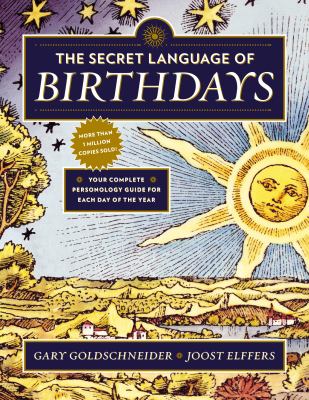 THE SECRET LANGUAGE OF
BIRTHDAYS
MORE THAN
1 MILLION
COPIES SOLD!
YOUR COMPLETE
PERSONOLOGY GUIDE FOR
EACH DAY OF THE YEAR
GARY GOLDSCHNEIDER JOOST ELFFERS